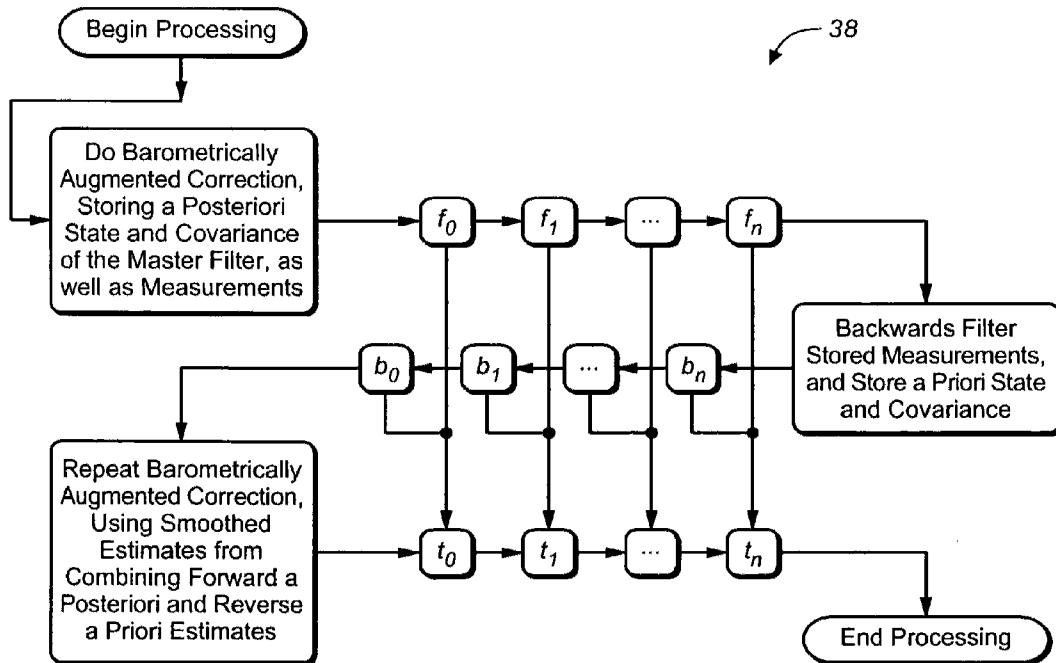 Begin Processing
38
Do Barometrically
Augmented Correction,
Storing a Posteriori
State and Covariance
of the Master Filter, as
well as Measurements
f0
f1
...
fn
Backwards Filter
Stored Measurements,
and Store a Priori State
and Covariance
b0
b1
...
bn
Repeat Barometrically
Augmented Correction,
Using Smoothed
Estimates from
Combining Forward a
Posteriori and Reverse
a Priori Estimates
t0
t1
...
tn
End Processing